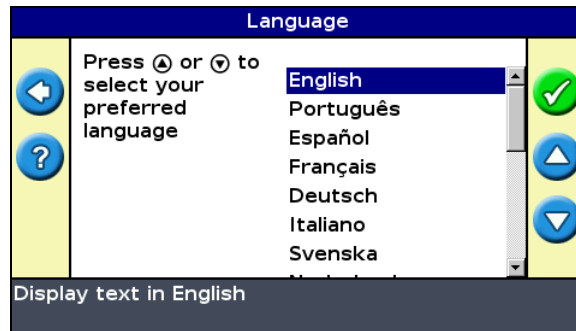 Language
Press or to
select your
preferred
language
English
Português
Español
Français
Deutsch
Italiano
Svenska
?
Display text in English